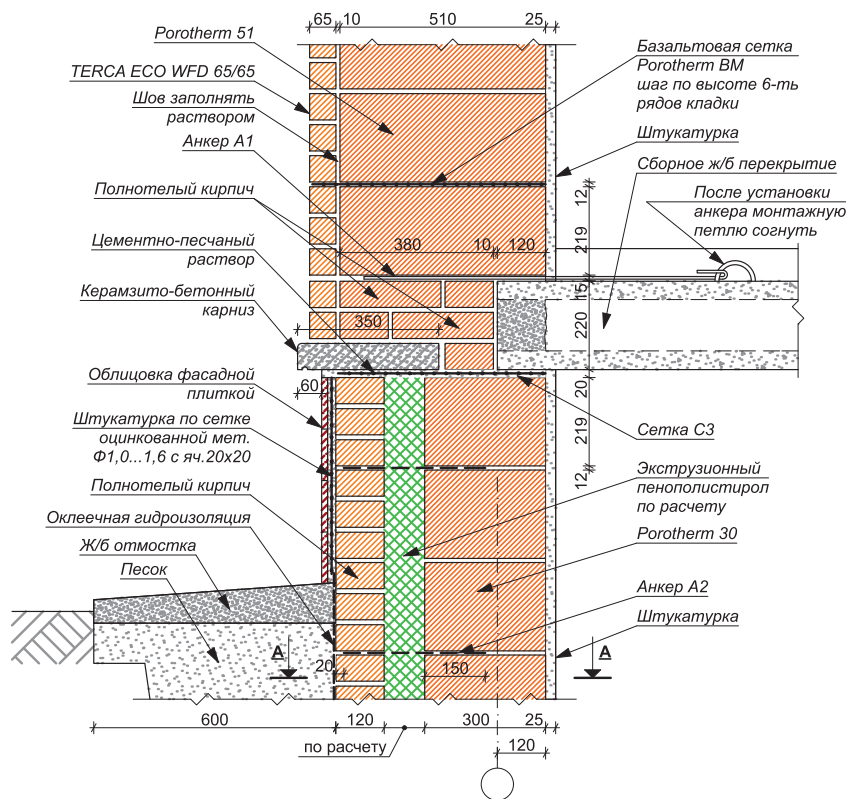 65 10 510 25
Porotherm 51
TERCA ECO WFD 65/65
Шов заполнять
раствором
Анкер А1
Полнотелый кирпич
Цементно-песчаный
раствор
Керамзито-бетонный
карниз
Облицовка фасадной
плиткой
Штукатурка по сетке
оцинкованной мет.
Ф1,0...1,6 с яч.20х20
Полнотелый кирпич
Оклеечная гидроизоляция
Ж/б отмостка
Песок
Базальтовая сетка
Porotherm BM
шаг по высоте 6-ть
рядов кладки
Штукатурка
Сборное ж/б перекрытие
После установки
анкера монтажную
петлю согнуть
Сетка С3
Экструзионный
пенополистирол
по расчету
Porotherm 30
Анкер А2
Штукатурка
380 10 120
350
60
12
219
15
220
20
219
12
А А
20 150
600 120 300 25
по расчету
120